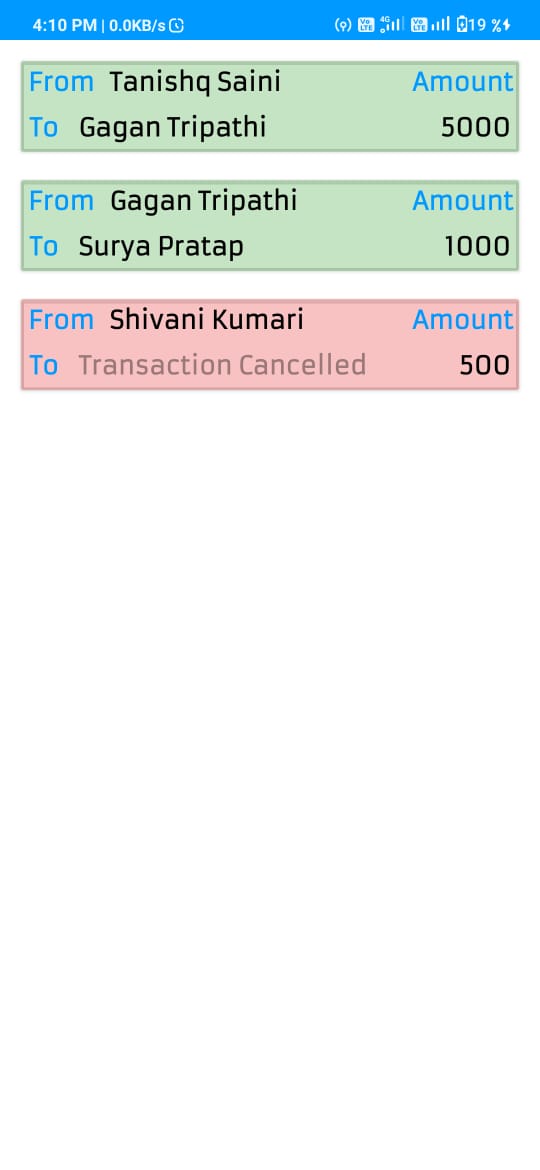 4:10 PM | 0.0KB/s
Vo LTE 4G Vo LTE 19 %
From Tanishq Saini Amount
To Gagan Tripathi 5000
From Gagan Tripathi Amount
To Surya Pratap 1000
From Shivani Kumari Amount
To Transaction Cancelled 500